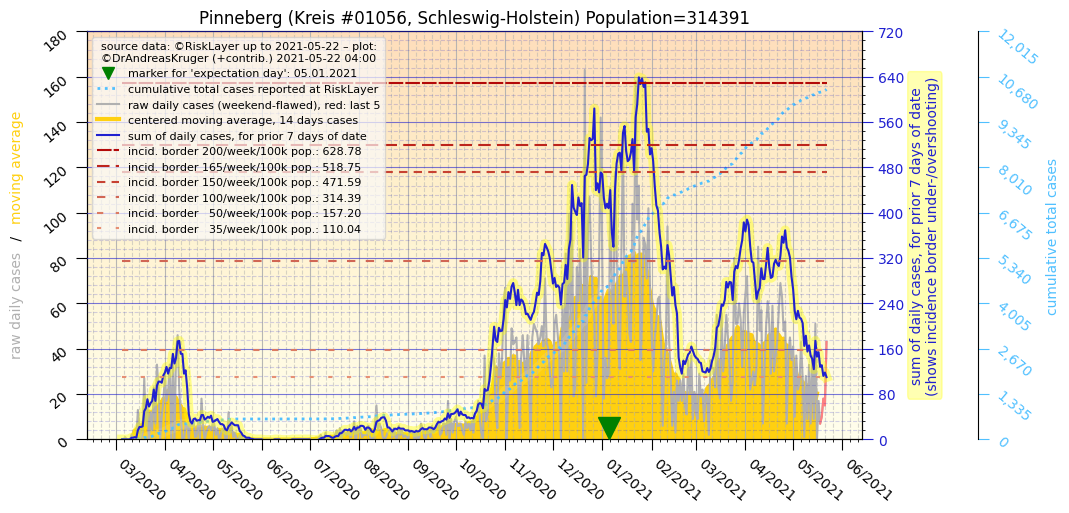 Pinneberg (Kreis #01056, Schleswig-Holstein) Population=314391
source data: ©RiskLayer up to 2021-05-22 – plot:
©DrAndreasKruger (+contrib.) 2021-05-22 04:00
marker for 'expectation day': 05.01.2021
cumulative total cases reported at RiskLayer
raw daily cases (weekend-flawed), red: last 5
centered moving average, 14 days cases
sum of daily cases, for prior 7 days of date
incid. border 200/week/100k pop.: 628.78
incid. border 165/week/100k pop.: 518.75
incid. border 150/week/100k pop.: 471.59
incid. border 100/week/100k pop.: 314.39
incid. border 50/week/100k pop.: 157.20
incid. border 35/week/100k pop.: 110.04
raw daily cases / moving average
180
160
140
120
100
80
60
40
20
0
03/2020
04/2020
05/2020
06/2020
07/2020
08/2020
09/2020
10/2020
11/2020
12/2020
01/2021
02/2021
03/2021
04/2021
05/2021
06/2021
720
640
560
480
400
320
240
160
80
0
sum of daily cases, for prior 7 days of date
(shows incidence border under-/overshooting)
12,015
10,680
9,345
8,010
6,675
5,340
4,005
2,670
1,335
0
cumulative total cases